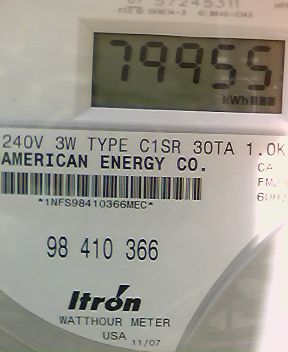 79955
kWh
240V 3W TYPE C1SR 30TA 1.0K
AMERICAN ENERGY CO.
CA
*1NFS98410366MEC*
98 410 366
Itron
WATTHOUR METER
USA 11/07